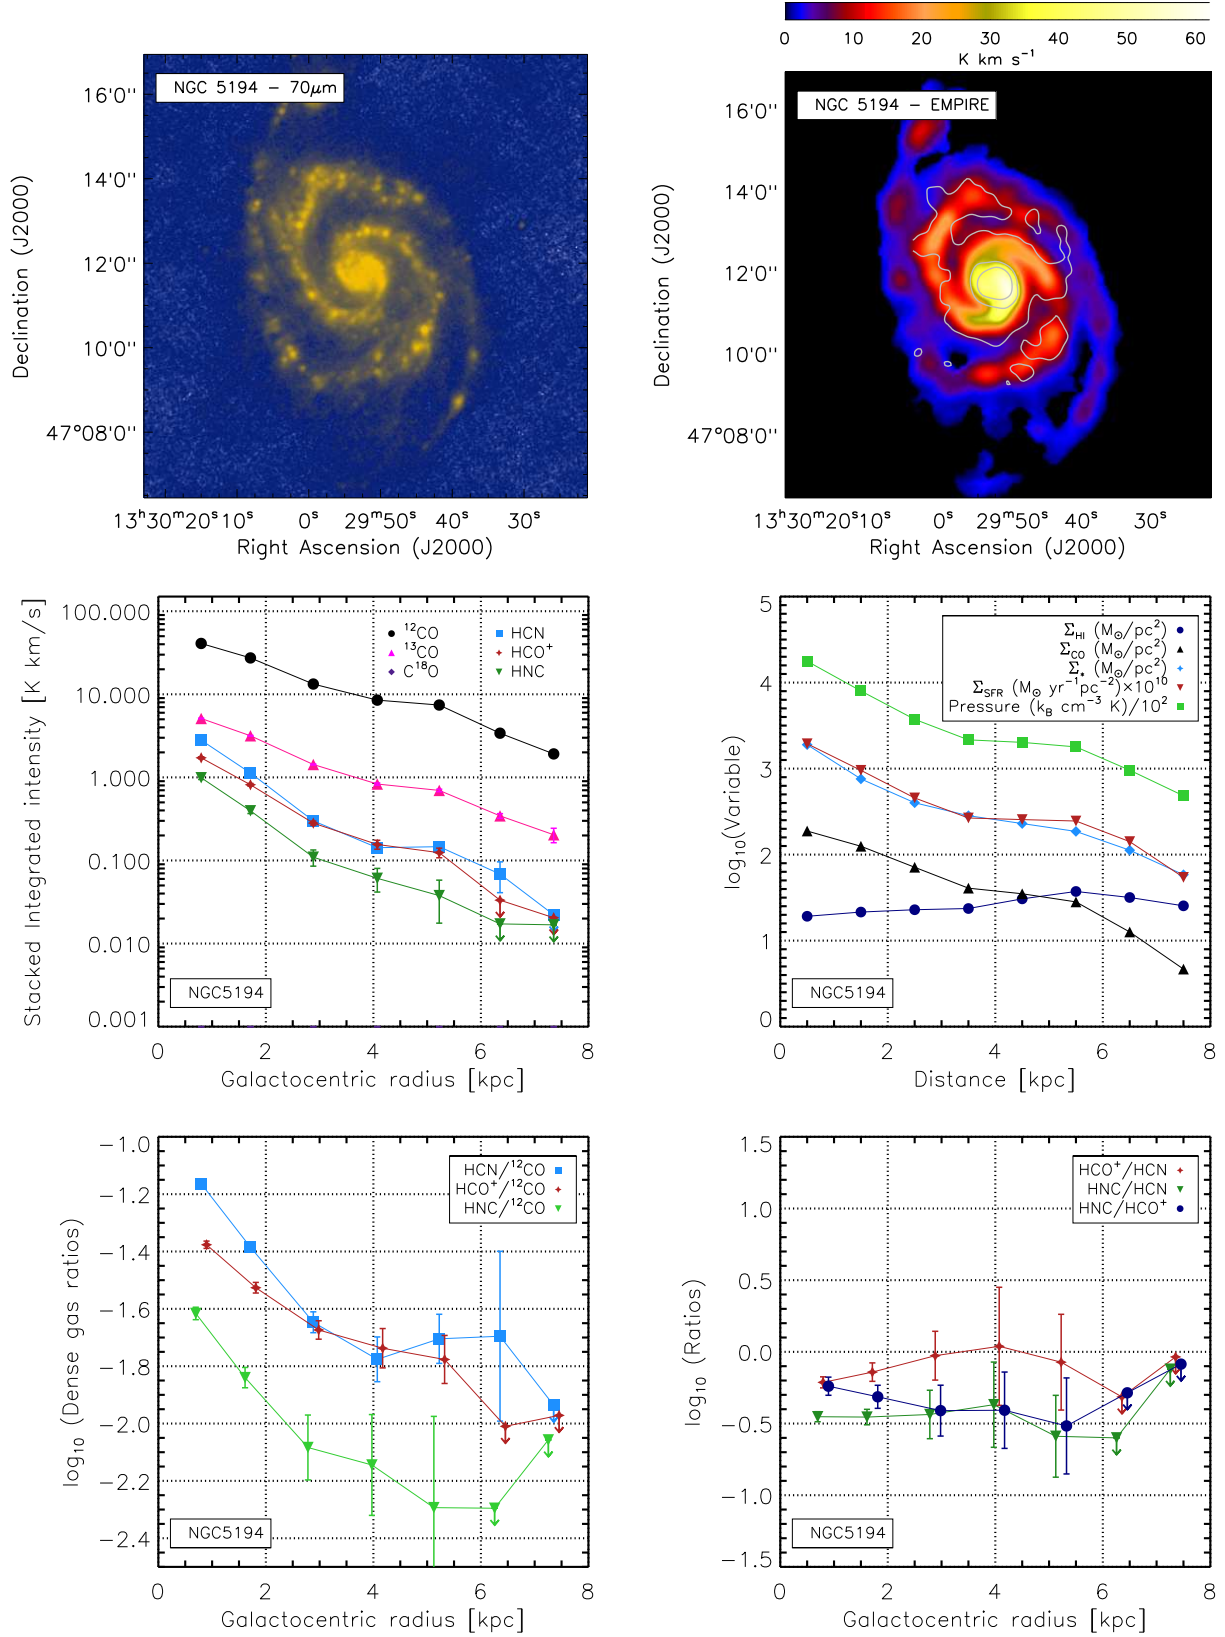 NGC 5194 – 70μm
16'0"
14'0"
12'0"
10'0"
47°08'0"
Declination (J2000)
13ʰ30ᵐ20ˢ10ˢ 0ˢ 29ᵐ50ˢ 40ˢ 30ˢ
Right Ascension (J2000)
0 10 20 30 40 50 60
K km s⁻¹
NGC 5194 – EMPIRE
16'0"
14'0"
12'0"
10'0"
47°08'0"
Declination (J2000)
13ʰ30ᵐ20ˢ10ˢ 0ˢ 29ᵐ50ˢ 40ˢ 30ˢ
Right Ascension (J2000)
Stacked Integrated intensity [K km/s]
100.000
10.000
1.000
0.100
0.010
0.001
¹²CO
¹³CO
C¹⁸O
HCN
HCO⁺
HNC
NGC5194
0 2 4 6 8
Galactocentric radius [kpc]
log₁₀(Variable)
5
4
3
2
1
0
Σ_HI (M⊙/pc²)
Σ_CO (M⊙/pc²)
Σ_* (M⊙/pc²)
Σ_SFR (M⊙ yr⁻¹pc⁻²)×10¹⁰
Pressure (k_B cm⁻³ K)/10²
NGC5194
0 2 4 6 8
Distance [kpc]
log₁₀ (Dense gas ratios)
−1.0
−1.2
−1.4
−1.6
−1.8
−2.0
−2.2
−2.4
HCN/¹²CO
HCO⁺/¹²CO
HNC/¹²CO
NGC5194
0 2 4 6 8
Galactocentric radius [kpc]
log₁₀ (Ratios)
1.5
1.0
0.5
0.0
−0.5
−1.0
−1.5
HCO⁺/HCN
HNC/HCN
HNC/HCO⁺
NGC5194
0 2 4 6 8
Galactocentric radius [kpc]